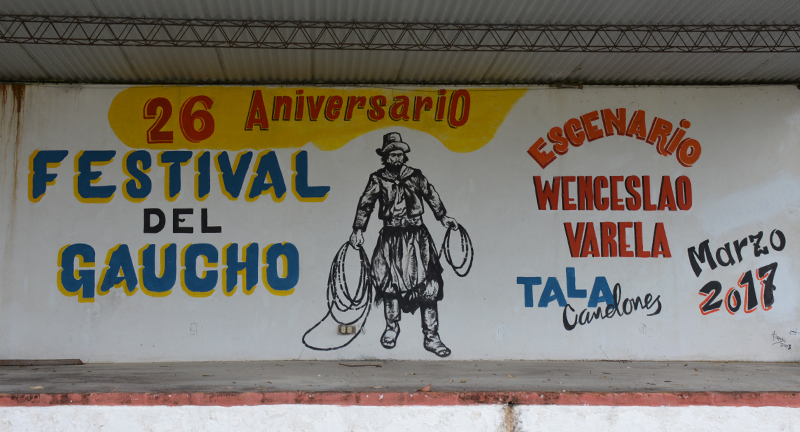 26 AniversariO
FESTIVAL
DEL
GAUCHO
ESCENARiO
WENCESLAO
VARELA
TALA
Canelones
Marzo
2017